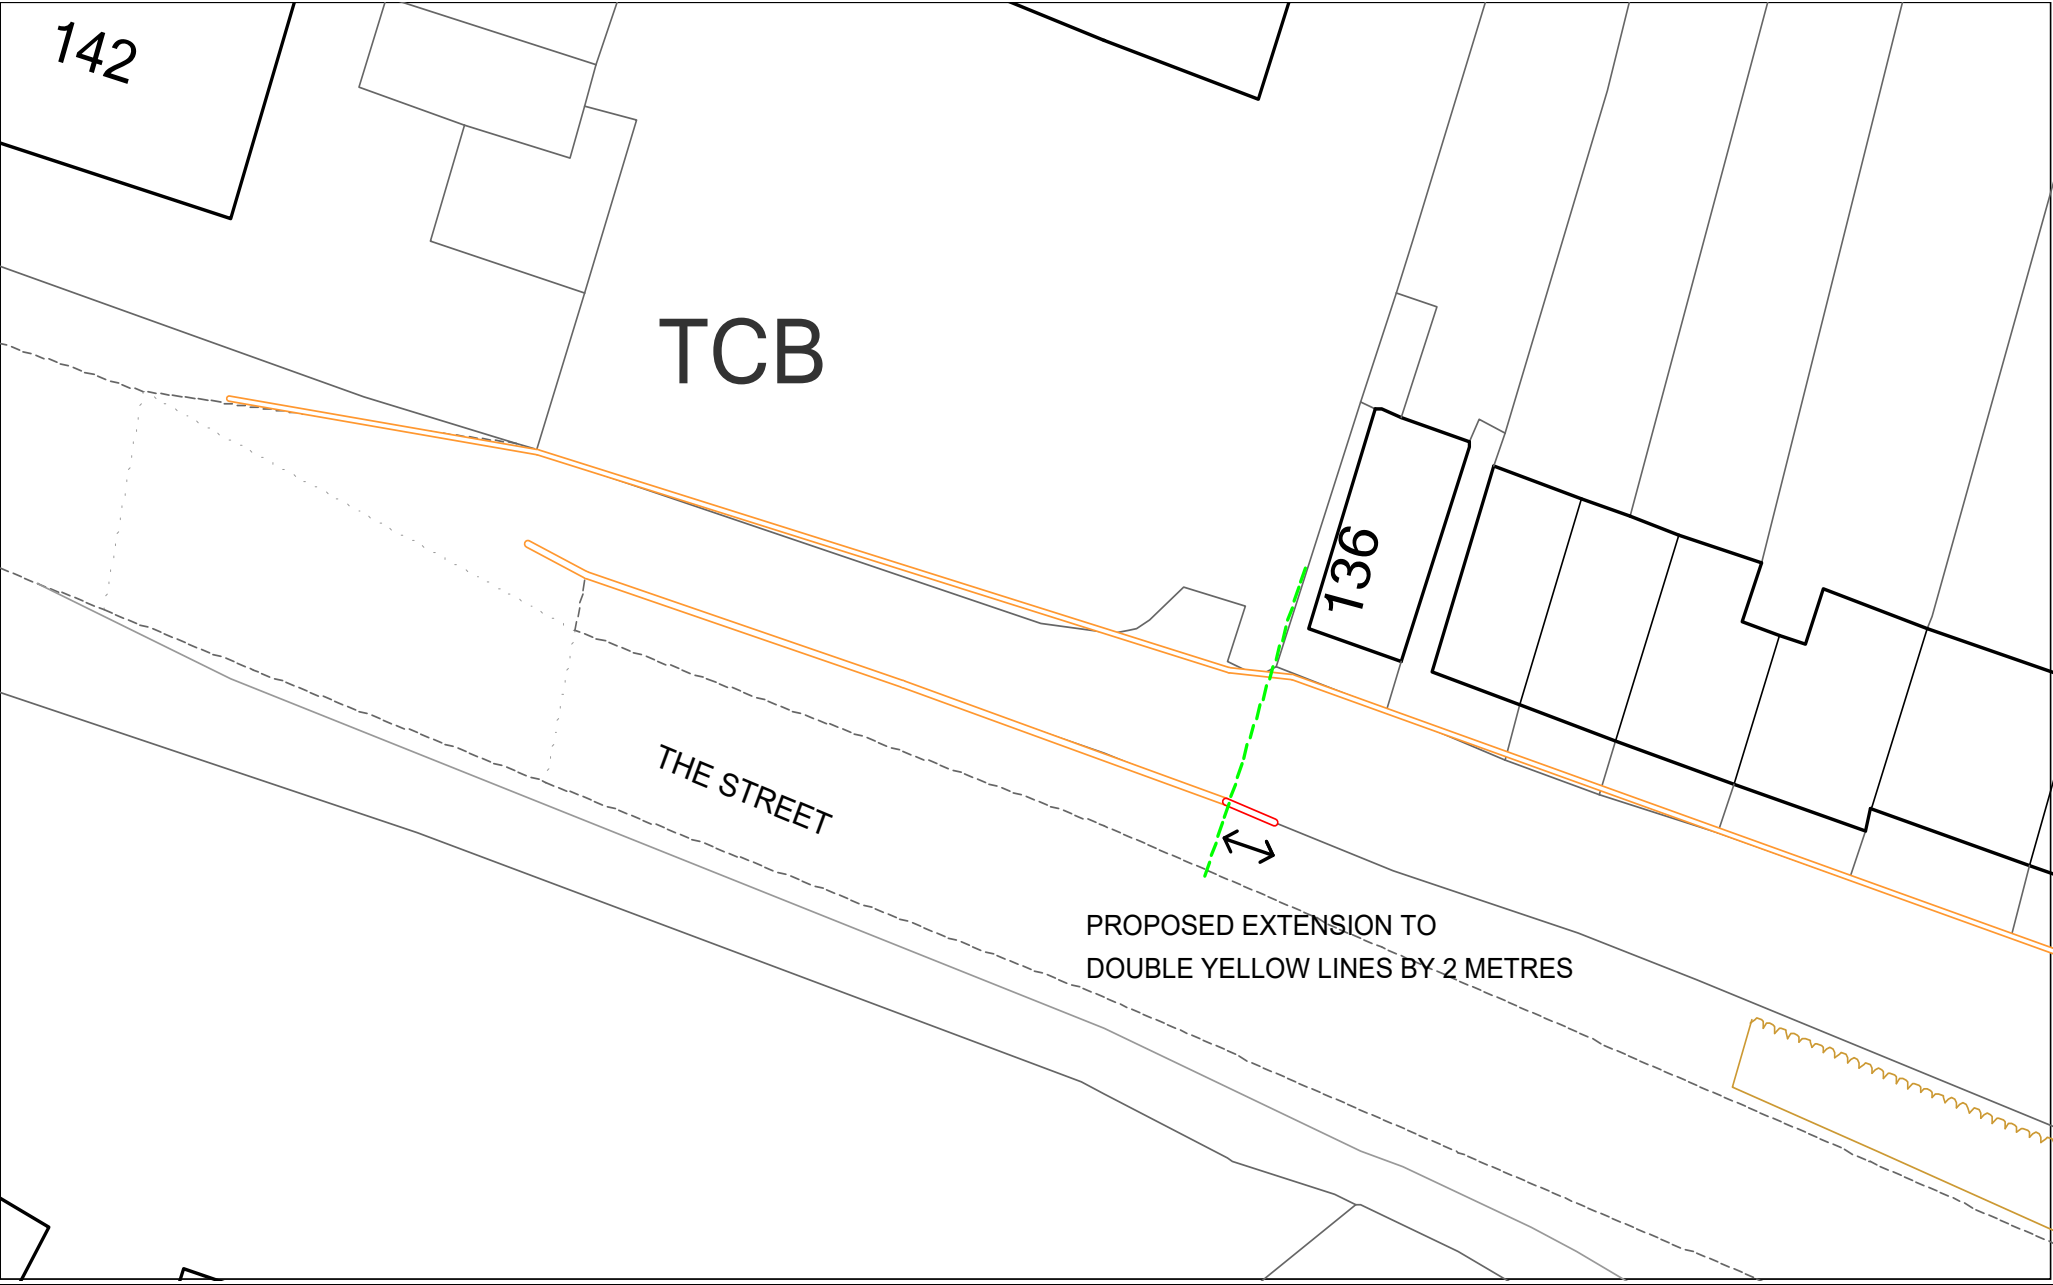 142
TCB
136
THE STREET
PROPOSED EXTENSION TO
DOUBLE YELLOW LINES BY 2 METRES